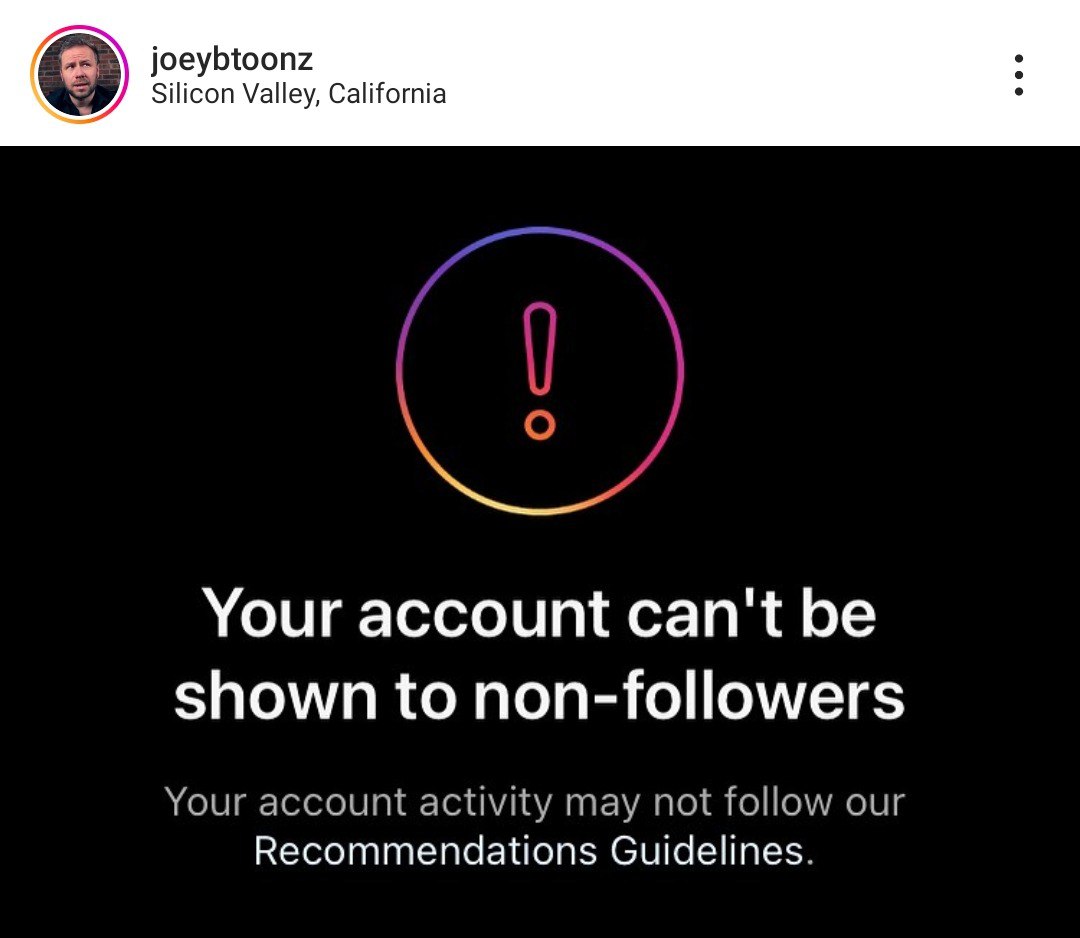 joeybtoonz
Silicon Valley, California
Your account can't be
shown to non-followers
Your account activity may not follow our
Recommendations Guidelines.